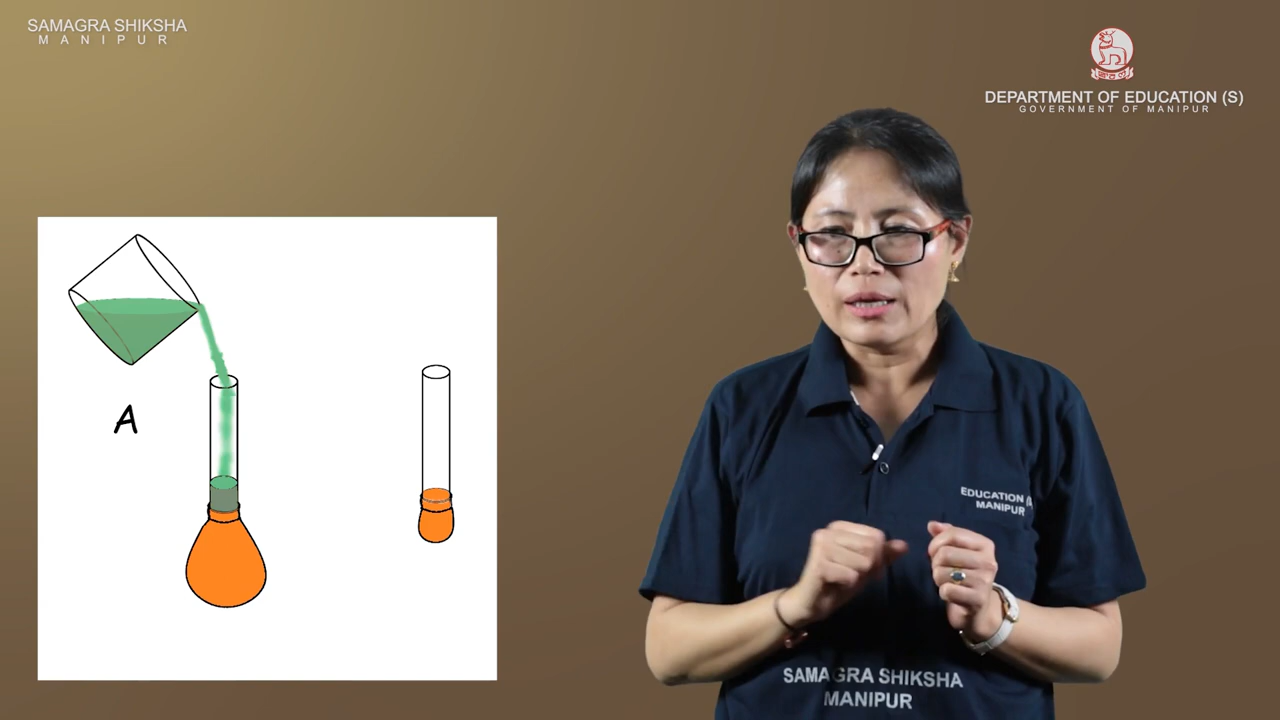 SAMAGRA SHIKSHA
MANIPUR
DEPARTMENT OF EDUCATION (S)
GOVERNMENT OF MANIPUR
A
EDUCATION (S
MANIPUR
SAMAGRA SHIKSHA
MANIPUR